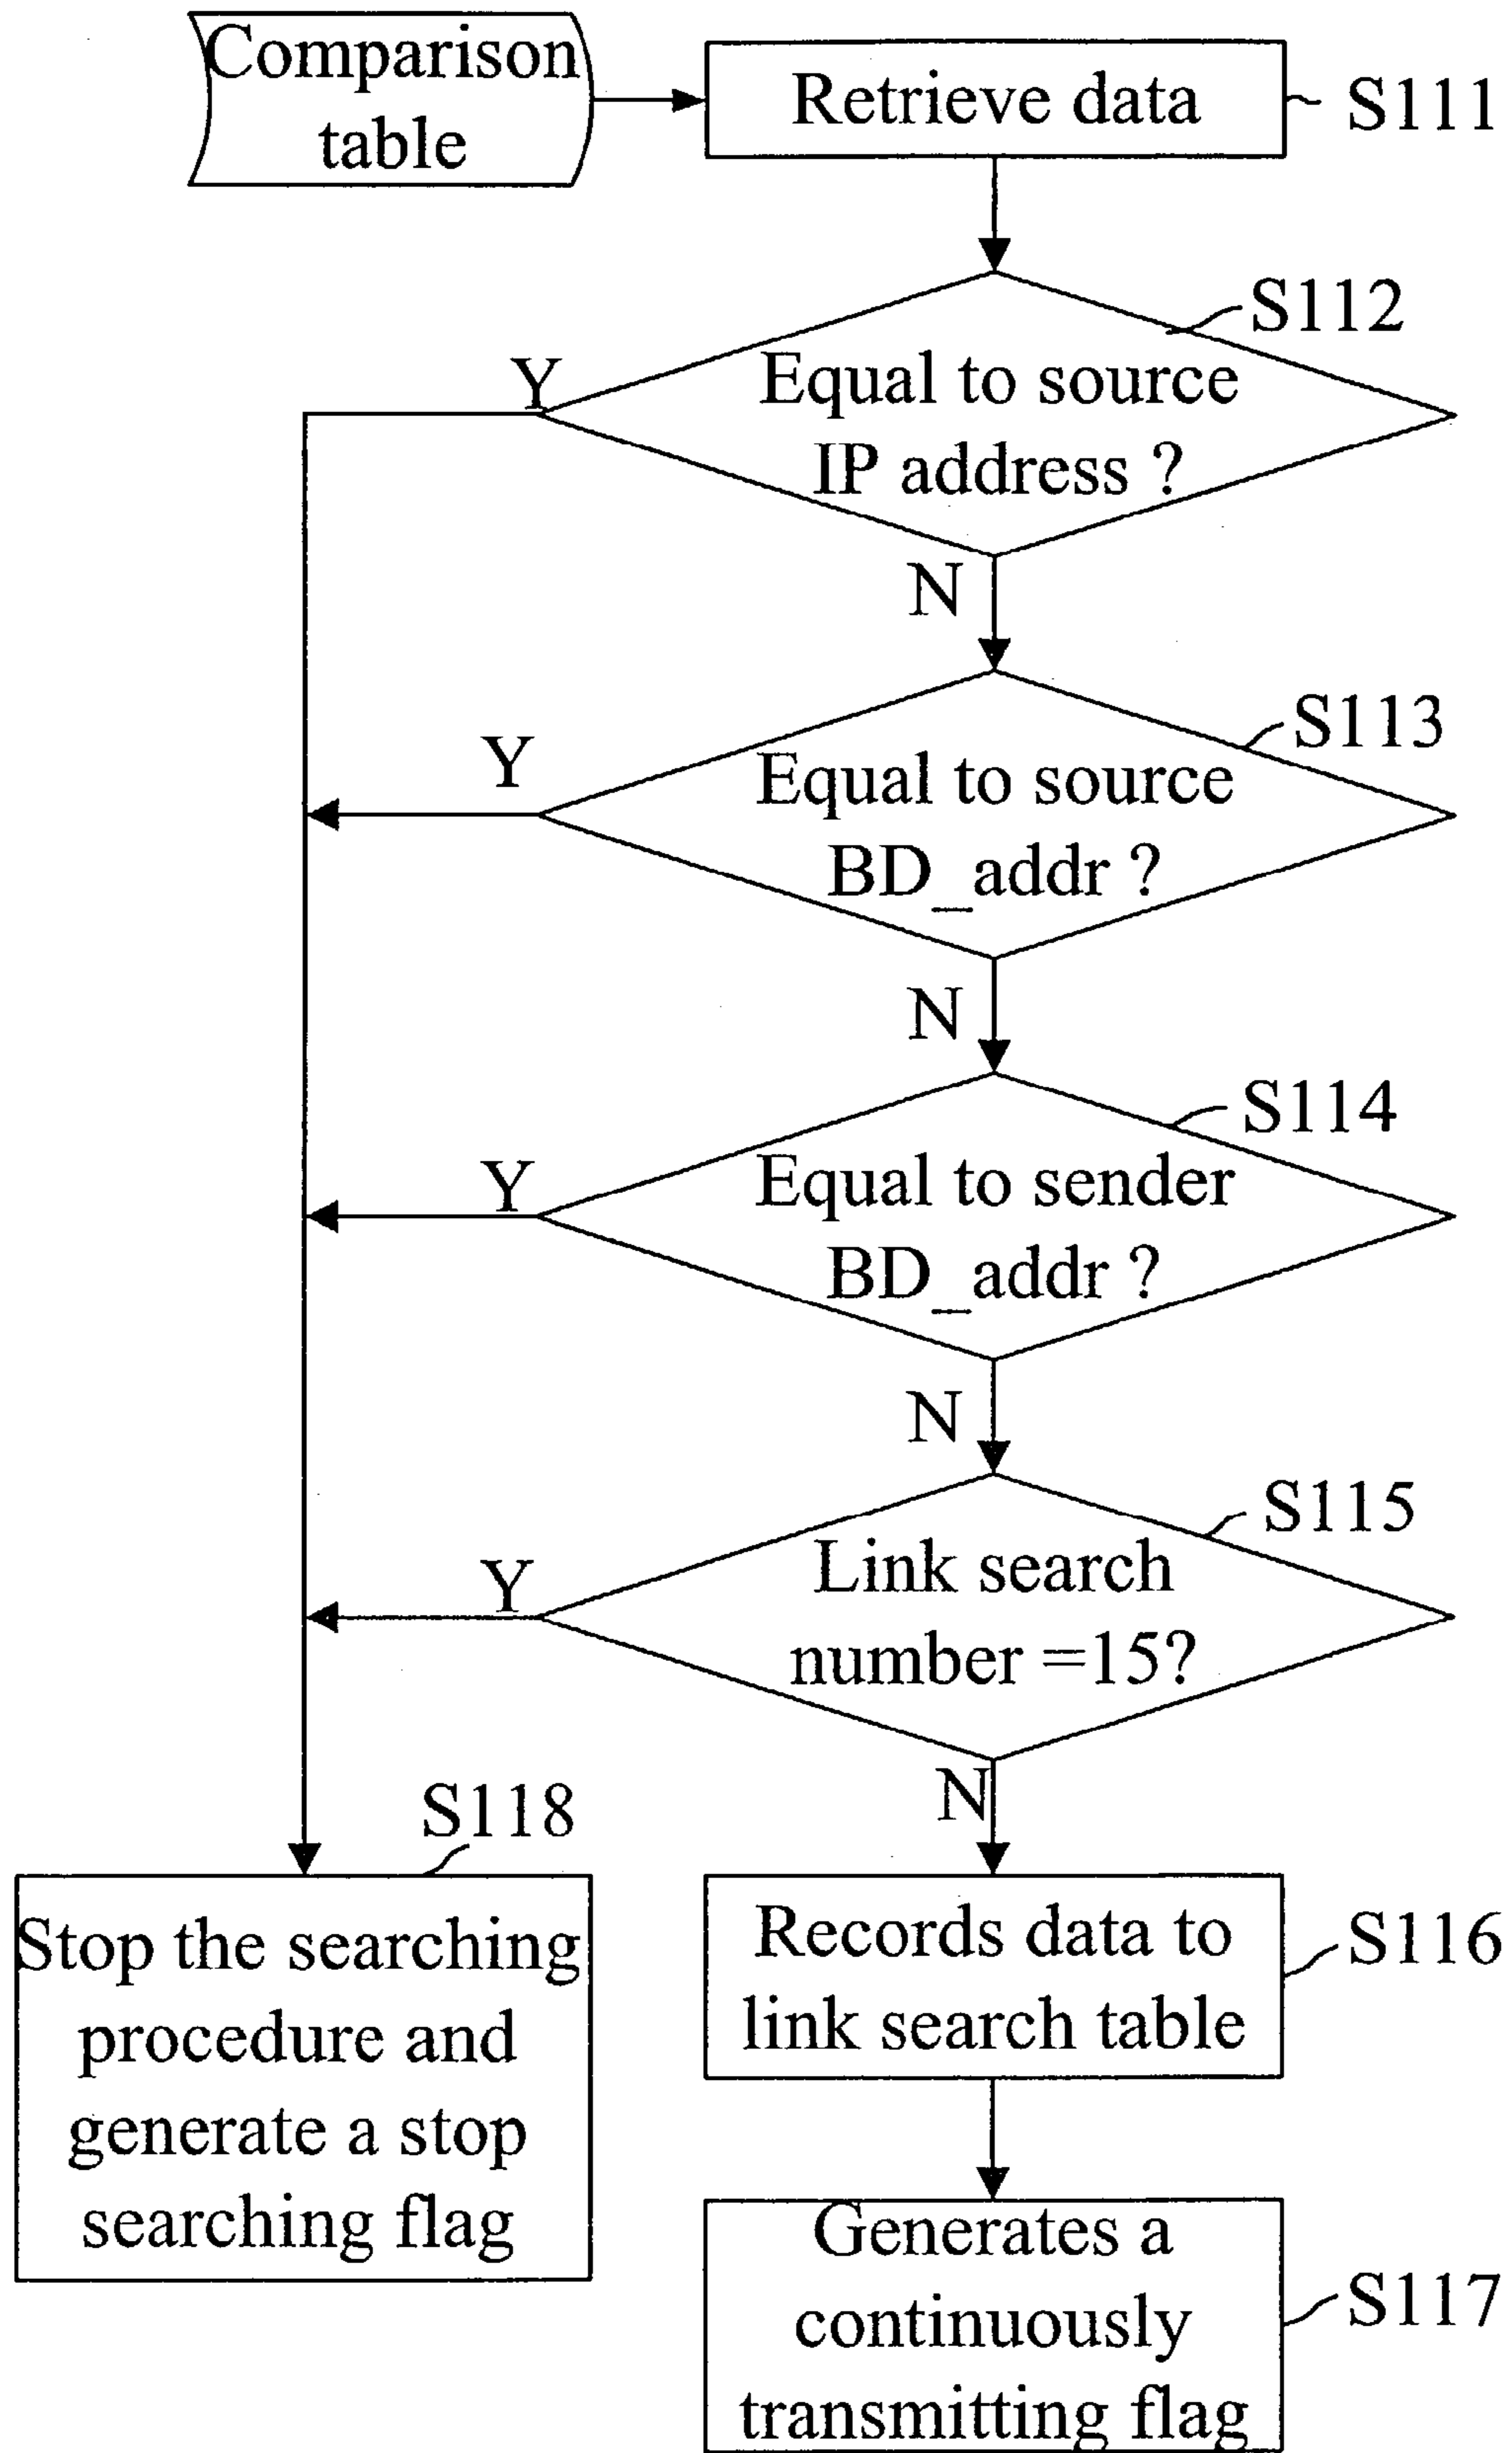 Comparison
table
Retrieve data
S111
S112
Y
Equal to source
IP address ?
N
S113
Y
Equal to source
BD_addr ?
N
S114
Y
Equal to sender
BD_addr ?
N
S115
Y
Link search
number =15?
N
S118
Stop the searching
procedure and
generate a stop
searching flag
Records data to
link search table
S116
Generates a
continuously
transmitting flag
S117